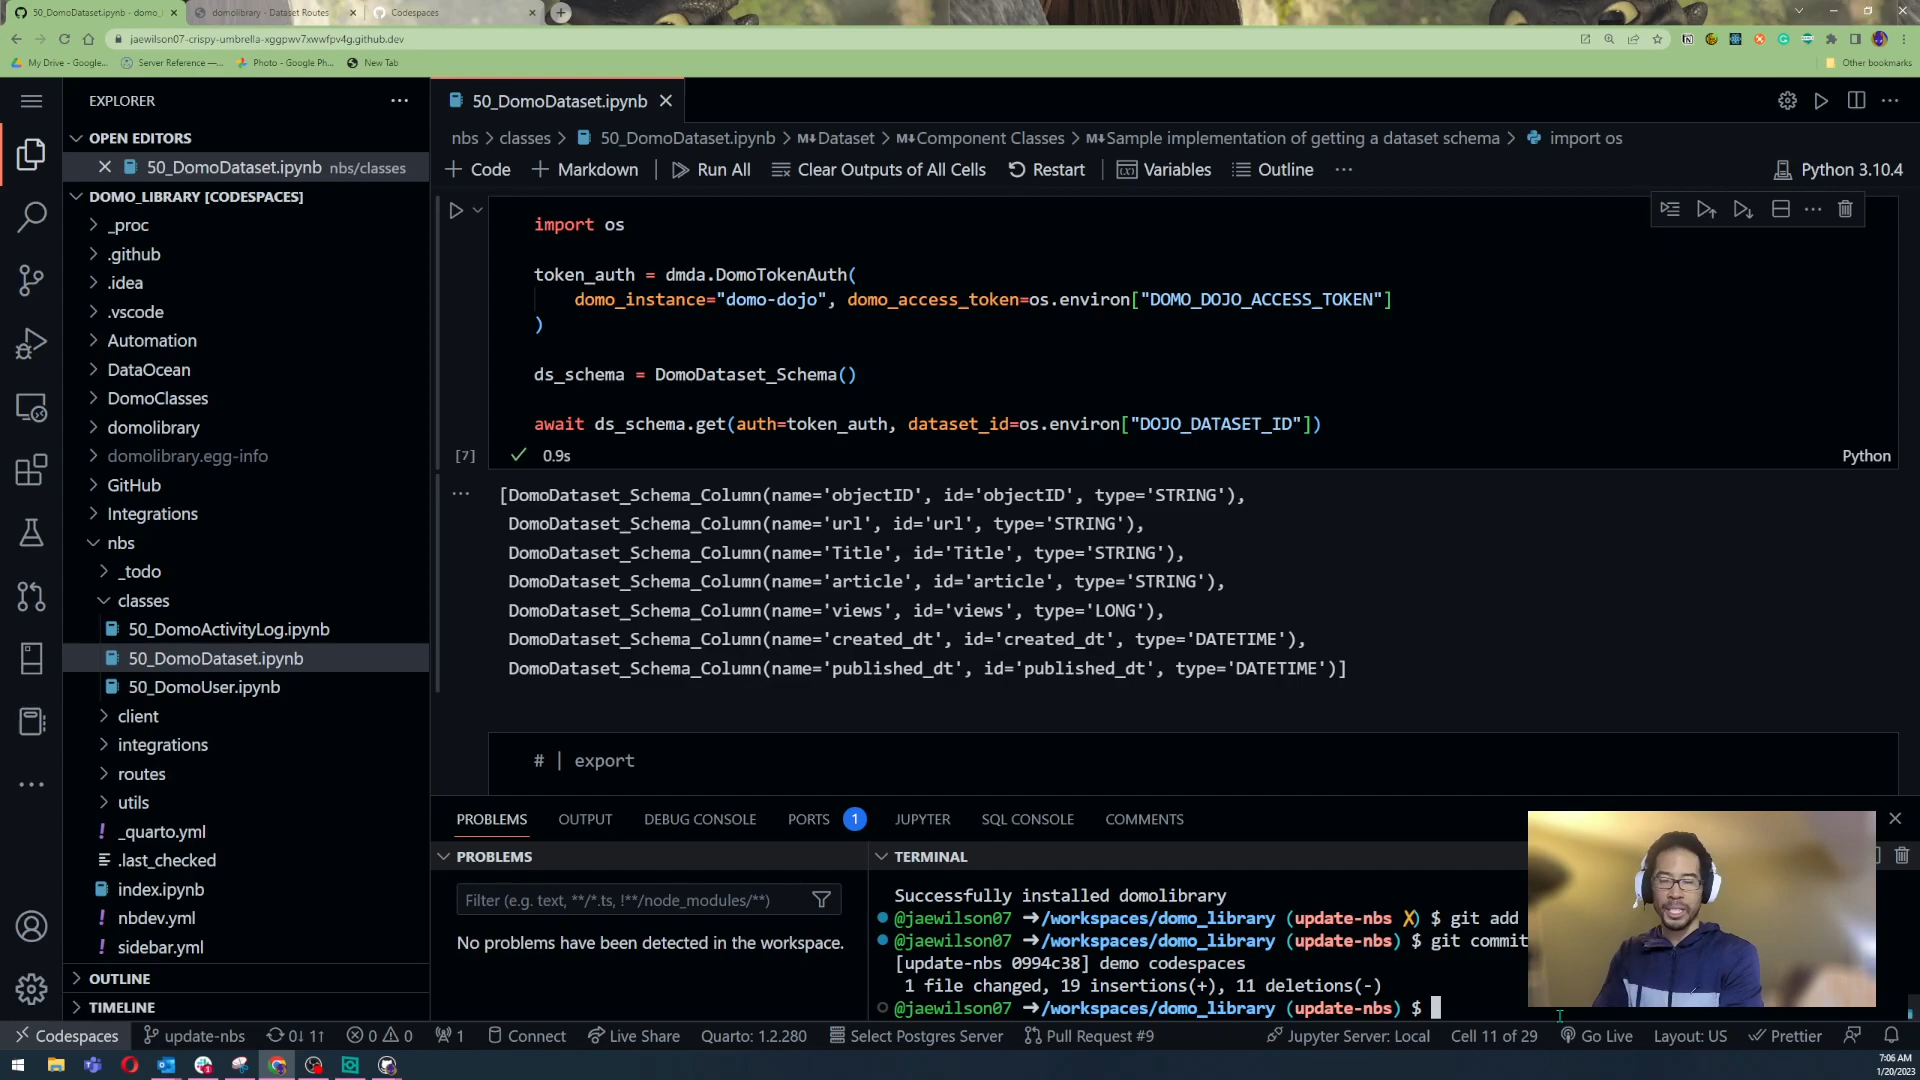 50_DomoDataset.ipynb - domo_
domolibrary - Dataset Routes
Codespaces
jaewilson07-crispy-umbrella-xggpwv7xwwfpv4g.github.dev
My Drive - Google...
Server Reference —...
Photo - Google Ph...
New Tab
Other bookmarks
EXPLORER
OPEN EDITORS
50_DomoDataset.ipynb nbs/classes
DOMO_LIBRARY [CODESPACES]
_proc
.github
.idea
.vscode
Automation
DataOcean
DomoClasses
domolibrary
domolibrary.egg-info
GitHub
Integrations
nbs
_todo
classes
50_DomoActivityLog.ipynb
50_DomoDataset.ipynb
50_DomoUser.ipynb
client
integrations
routes
utils
_quarto.yml
.last_checked
index.ipynb
nbdev.yml
sidebar.yml
OUTLINE
TIMELINE
50_DomoDataset.ipynb
nbs > classes > 50_DomoDataset.ipynb > M↓Dataset > M↓Component Classes > M↓Sample implementation of getting a dataset schema > import os
+ Code + Markdown Run All Clear Outputs of All Cells Restart Variables Outline ...
Python 3.10.4
import os
token_auth = dmda.DomoTokenAuth(
domo_instance="domo-dojo", domo_access_token=os.environ["DOMO_DOJO_ACCESS_TOKEN"]
)
ds_schema = DomoDataset_Schema()
await ds_schema.get(auth=token_auth, dataset_id=os.environ["DOJO_DATASET_ID"])
[7] 0.9s
Python
[DomoDataset_Schema_Column(name='objectID', id='objectID', type='STRING'),
DomoDataset_Schema_Column(name='url', id='url', type='STRING'),
DomoDataset_Schema_Column(name='Title', id='Title', type='STRING'),
DomoDataset_Schema_Column(name='article', id='article', type='STRING'),
DomoDataset_Schema_Column(name='views', id='views', type='LONG'),
DomoDataset_Schema_Column(name='created_dt', id='created_dt', type='DATETIME'),
DomoDataset_Schema_Column(name='published_dt', id='published_dt', type='DATETIME')]
# | export
PROBLEMS OUTPUT DEBUG CONSOLE PORTS 1 JUPYTER SQL CONSOLE COMMENTS
PROBLEMS
Filter (e.g. text, **/*.ts, !**/node_modules/**)
No problems have been detected in the workspace.
TERMINAL
Successfully installed domolibrary
@jaewilson07 ➜/workspaces/domo_library (update-nbs ✗) $ git add
@jaewilson07 ➜/workspaces/domo_library (update-nbs) $ git commit
[update-nbs 0994c38] demo codespaces
1 file changed, 19 insertions(+), 11 deletions(-)
@jaewilson07 ➜/workspaces/domo_library (update-nbs) $
Codespaces update-nbs 0↓ 1↑ 0 0 1 Connect Live Share Quarto: 1.2.280 Select Postgres Server Pull Request #9 Jupyter Server: Local Cell 11 of 29 Go Live Layout: US Prettier
7:06 AM
1/20/2023